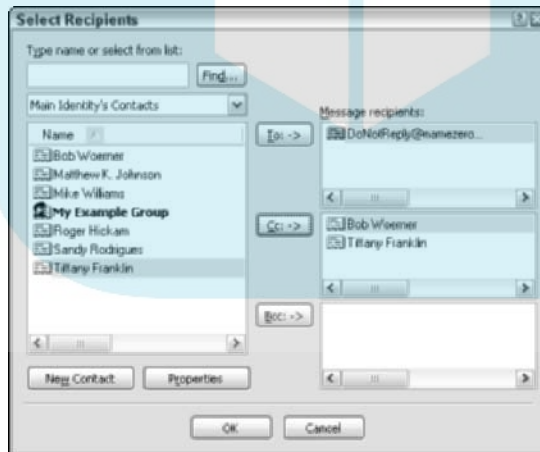 Select Recipients
Type name or select from list:
Find...
Main Identity's Contacts
Name
Bob Woerner
Matthew K. Johnson
Mike Williams
My Example Group
Roger Hickam
Sandy Rodrigues
Tiffany Franklin
New Contact
Properties
To: ->
Cc: ->
Bcc: ->
Message recipients:
DoNotReply@namezero...
Bob Woerner
Tiffany Franklin
OK
Cancel